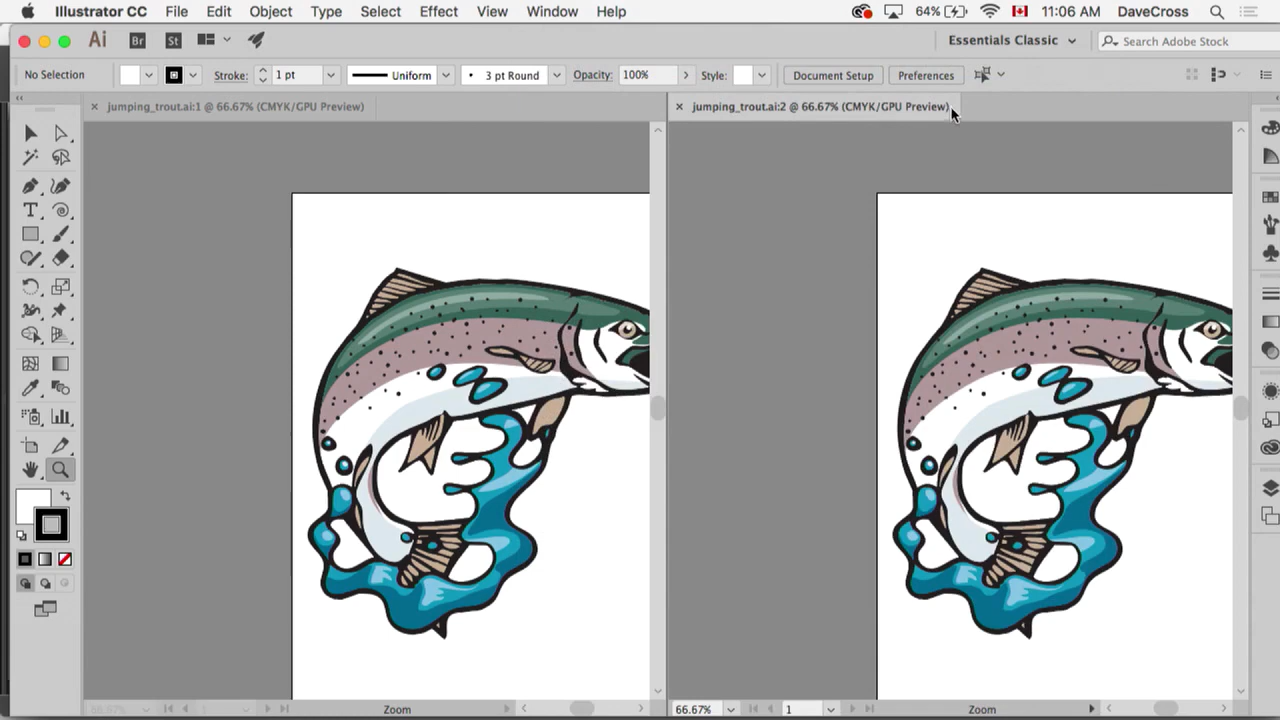 Illustrator CC File Edit Object Type Select Effect View Window Help 64% 11:06 AM DaveCross
Ai Br St Essentials Classic Search Adobe Stock
No Selection Stroke: 1 pt Uniform 3 pt Round Opacity: 100% Style: Document Setup Preferences
jumping_trout.ai:1 @ 66.67% (CMYK/GPU Preview) jumping_trout.ai:2 @ 66.67% (CMYK/GPU Preview)
66.67% 1 Zoom 66.67% 1 Zoom